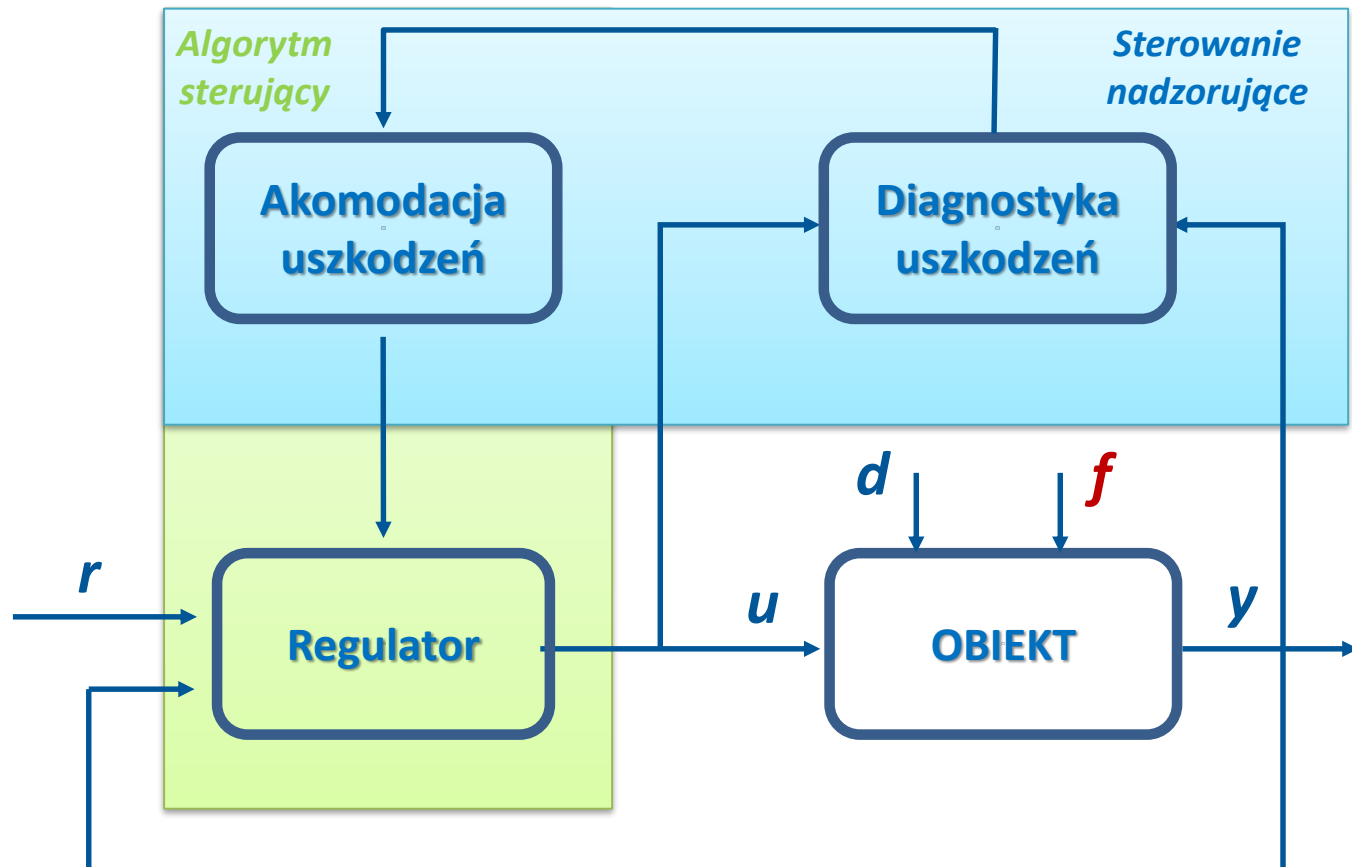 Algorytm
sterujący
Sterowanie
nadzorujące
Akomodacja
uszkodzeń
Diagnostyka
uszkodzeń
d
f
r
Regulator
u
OBIEKT
y